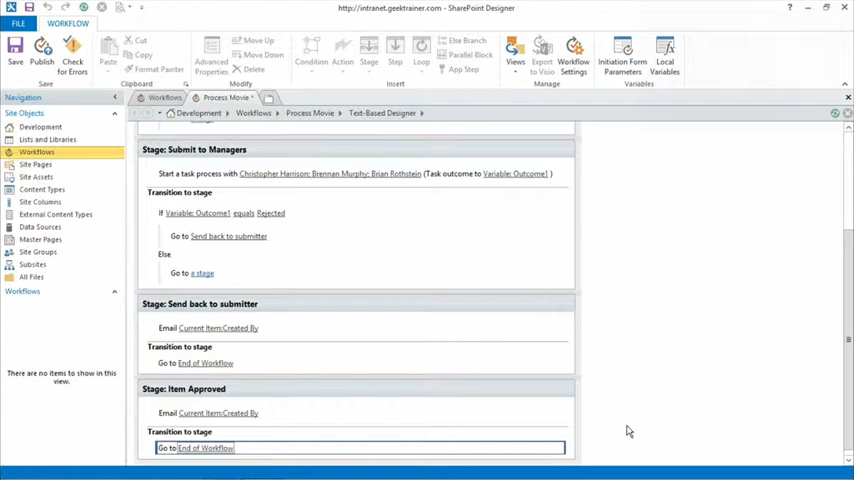 http://intranet.geektrainer.com/ - SharePoint Designer
FILE
WORKFLOW
Save
Publish
Check for Errors
Save
Paste
Cut
Copy
Format Painter
Clipboard
Advanced Properties
Move Up
Move Down
Delete
Modify
Condition
Action
Stage
Step
Loop
Else Branch
Parallel Block
App Step
Insert
Views
Export to Visio
Workflow Settings
Manage
Initiation Form Parameters
Local Variables
Variables
Navigation
Workflows
Process Movie *
Site Objects
Development
Workflows
Process Movie
Text-Based Designer
Development
Lists and Libraries
Workflows
Site Pages
Site Assets
Content Types
Site Columns
External Content Types
Data Sources
Master Pages
Site Groups
Subsites
All Files
Workflows
There are no items to show in this view.
Stage: Submit to Managers
Start a task process with Christopher Harrison; Brennan Murphy; Brian Rothstein (Task outcome to Variable: Outcome1 )
Transition to stage
If Variable: Outcome1 equals Rejected
Go to Send back to submitter
Else
Go to a stage
Stage: Send back to submitter
Email Current Item:Created By
Transition to stage
Go to End of Workflow
Stage: Item Approved
Email Current Item:Created By
Transition to stage
Go to End of Workflow